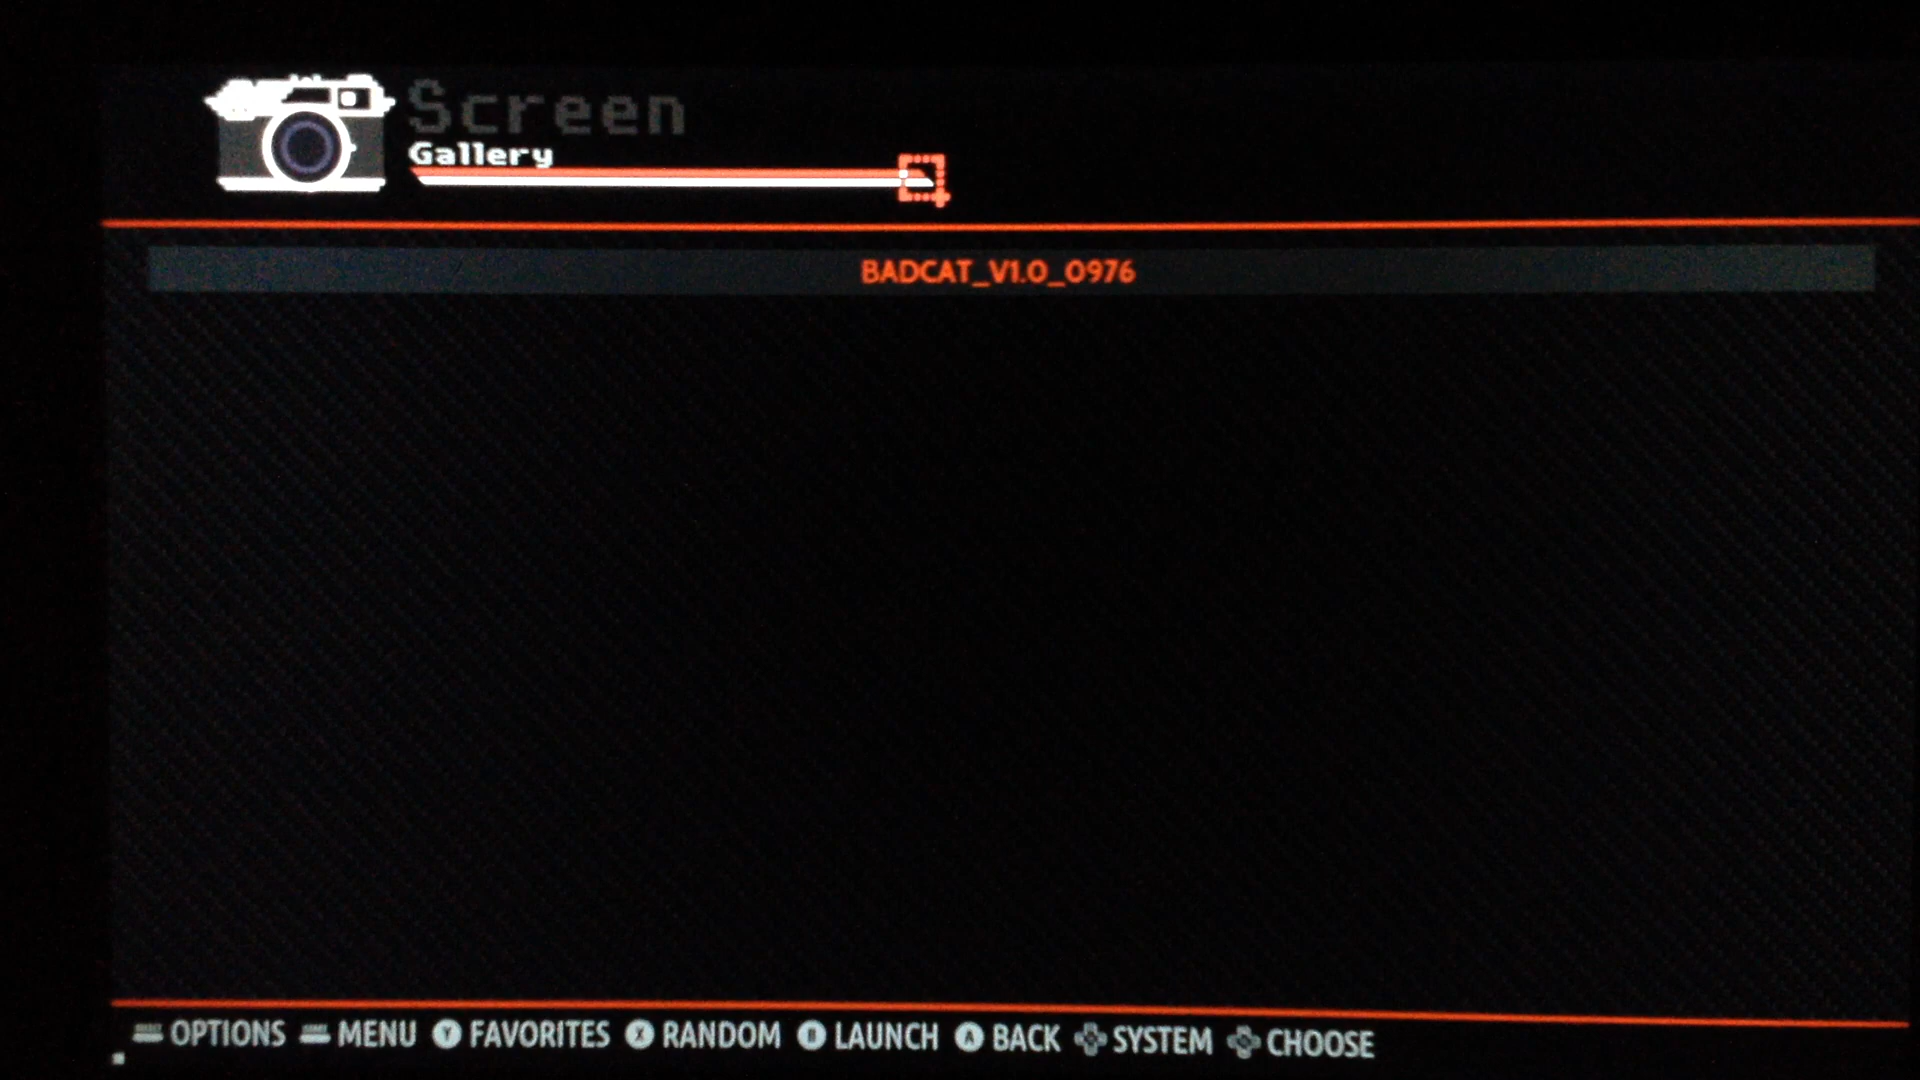 Screen
Gallery
BADCAT_V1.0_0976
OPTIONS MENU Y FAVORITES X RANDOM B LAUNCH A BACK SYSTEM CHOOSE